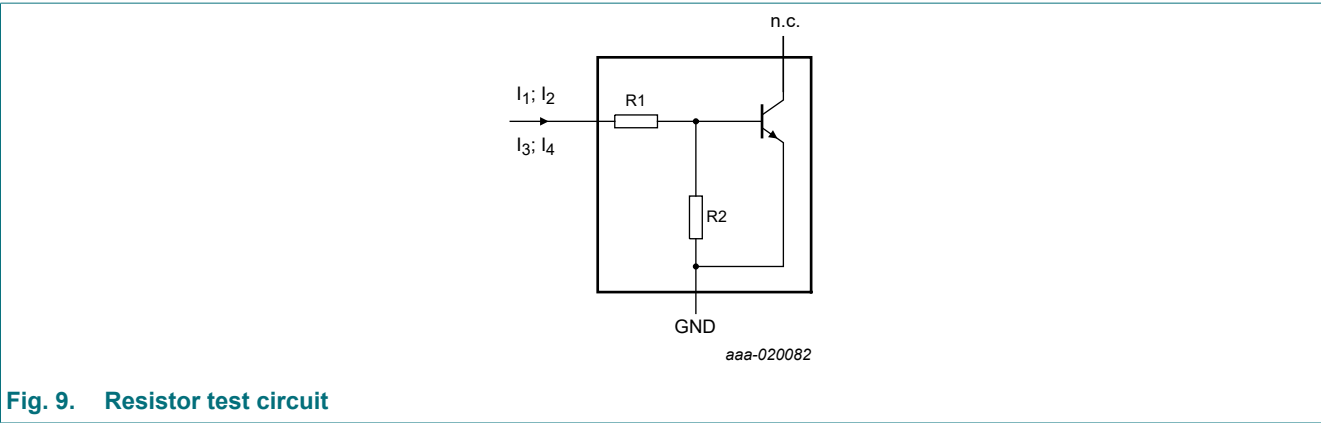 n.c.
I1; I2
R1
I3; I4
R2
GND
aaa-020082
Fig. 9. Resistor test circuit